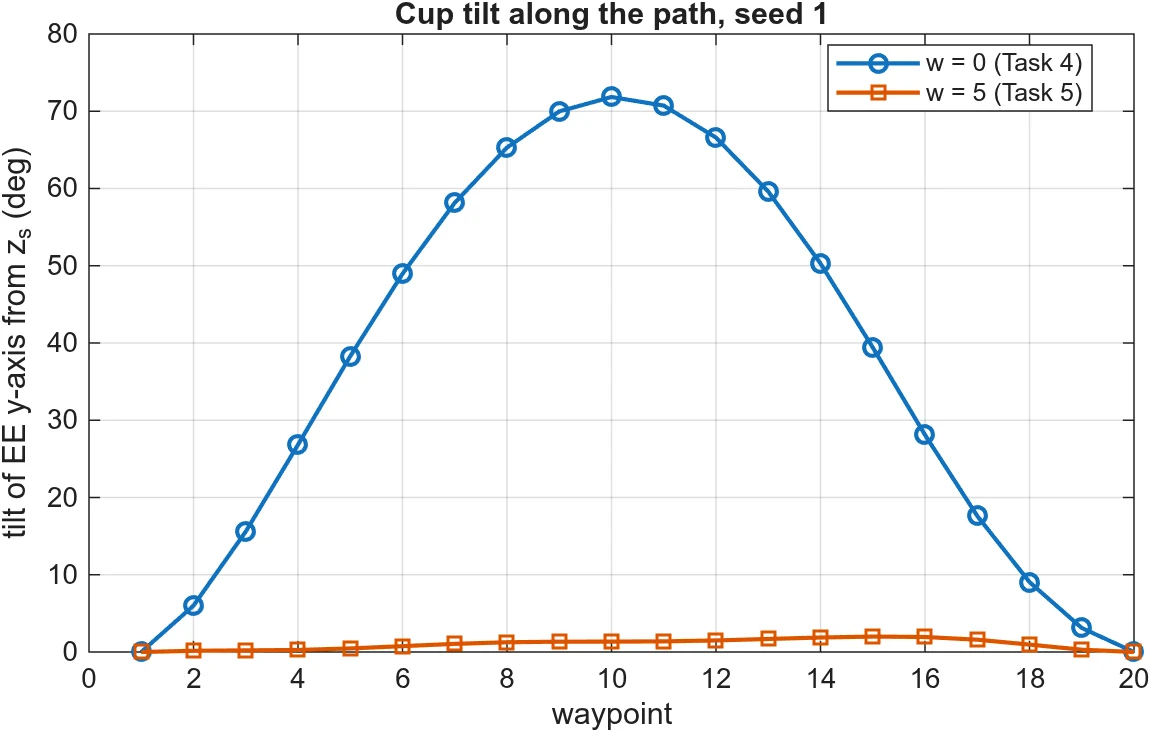 Cup tilt along the path, seed 1
w = 0 (Task 4)
w = 5 (Task 5)
tilt of EE y-axis from zₛ (deg)
80
70
60
50
40
30
20
10
0
0 2 4 6 8 10 12 14 16 18 20
waypoint